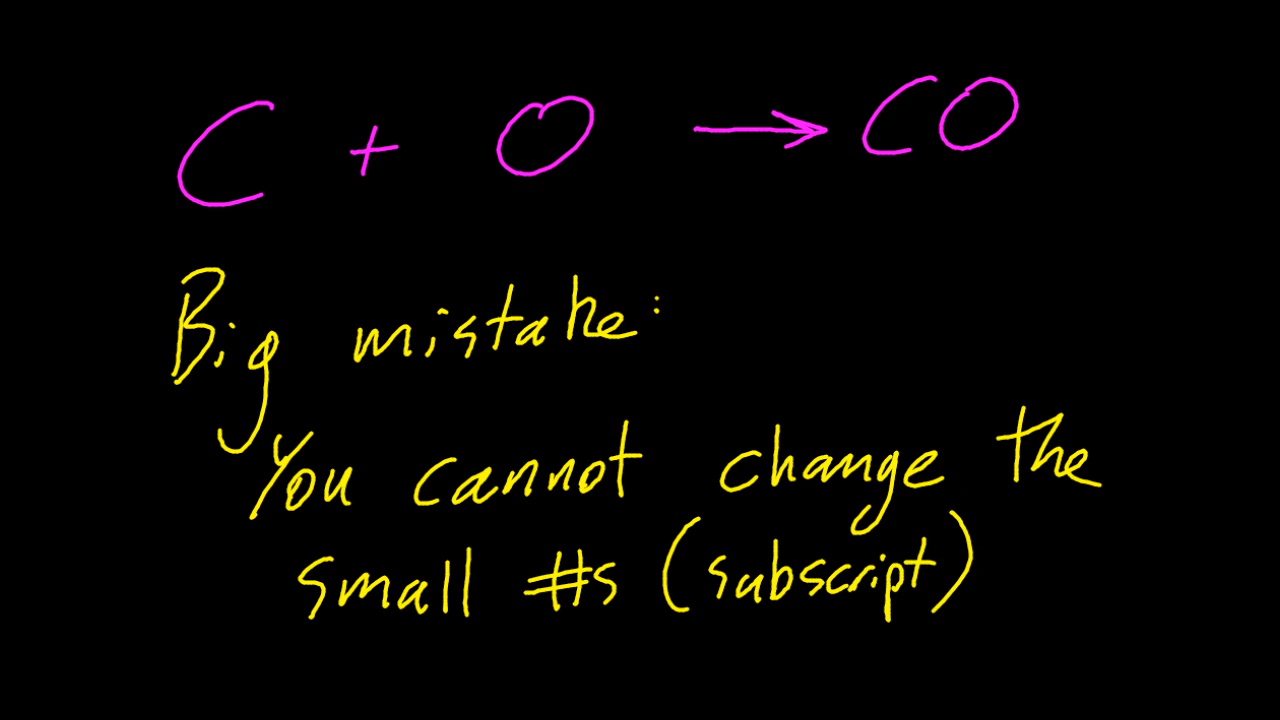 C + O → CO
Big mistake:
You cannot change the
small #s (subscript)